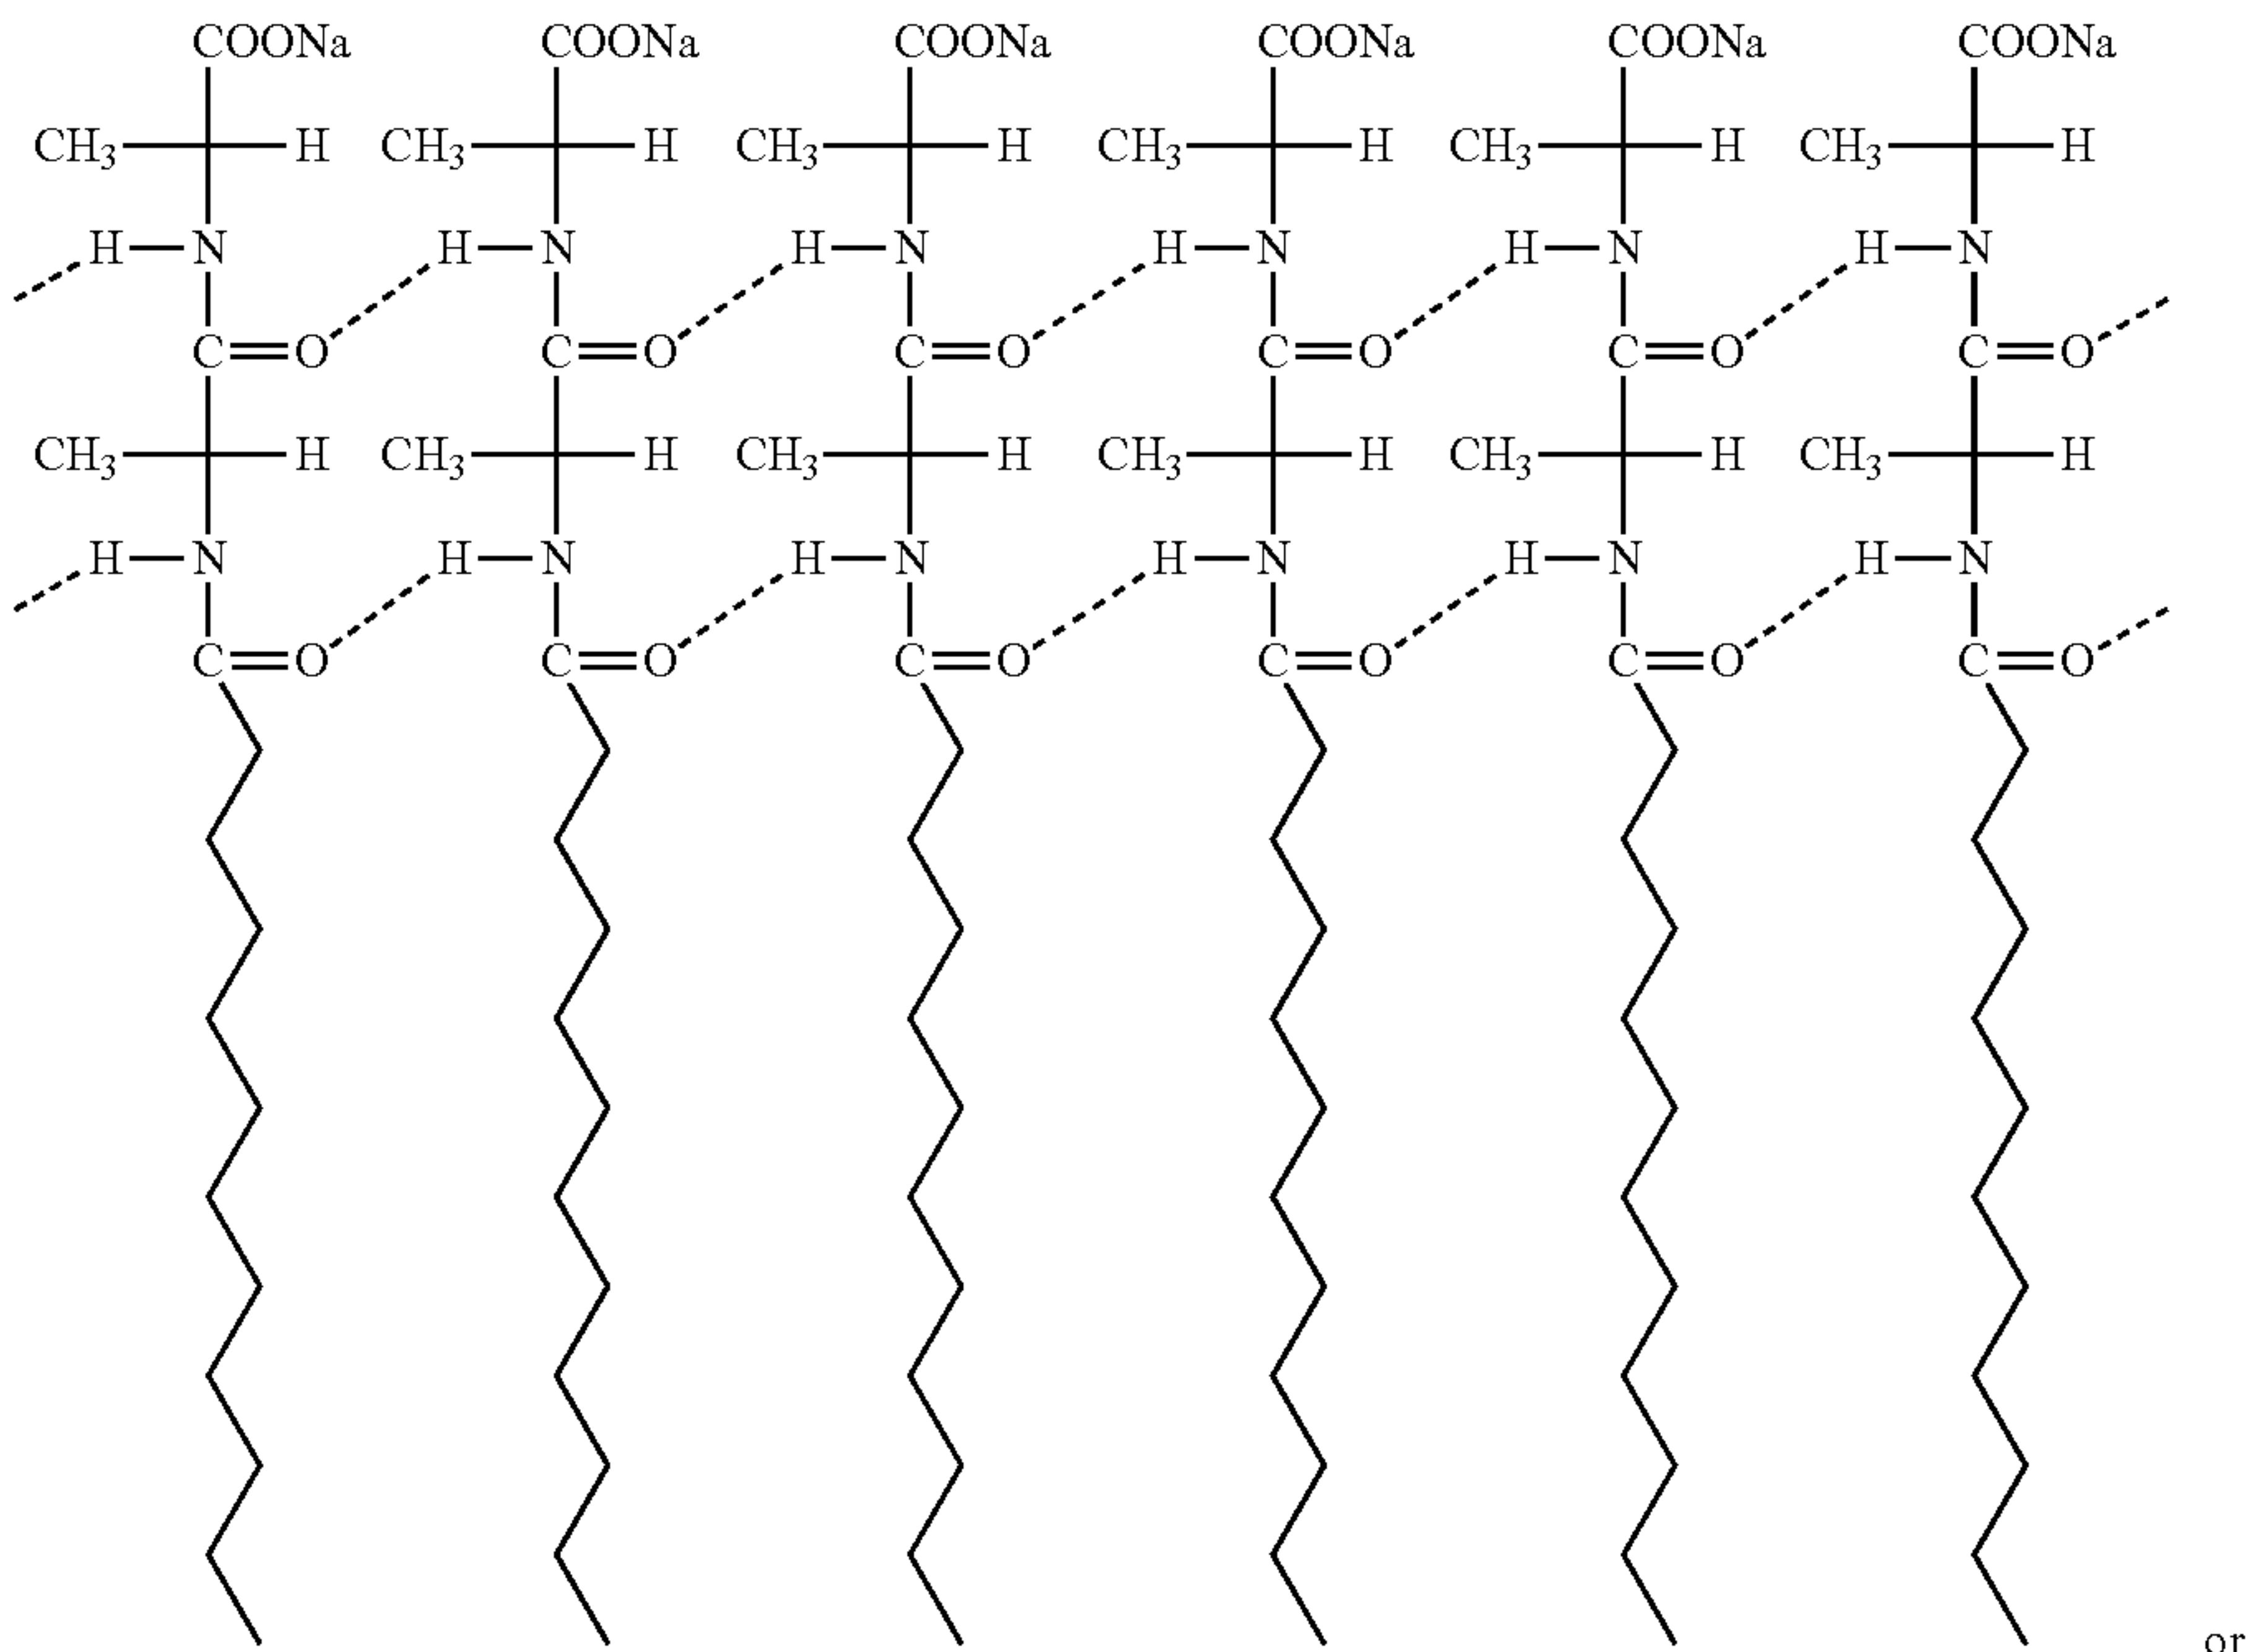 COONa COONa COONa COONa COONa COONa
CH₃ H CH₃ H CH₃ H CH₃ H CH₃ H CH₃ H
H N H N H N H N H N H N
C O C O C O C O C O C O
CH₃ H CH₃ H CH₃ H CH₃ H CH₃ H CH₃ H
H N H N H N H N H N H N
C O C O C O C O C O C O
or